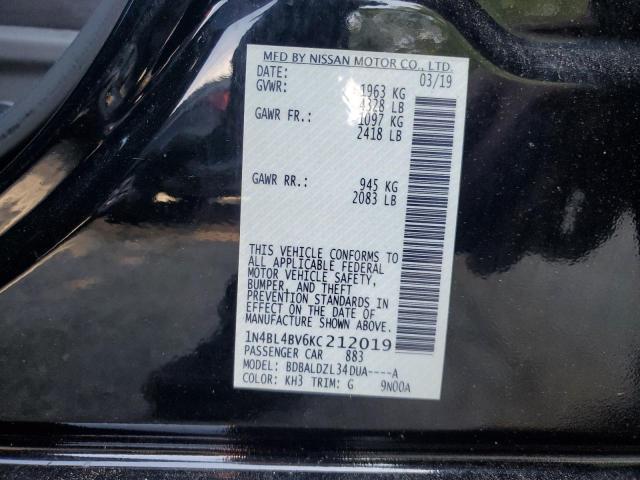 MFD BY NISSAN MOTOR CO., LTD
DATE: 03/19
GVWR: 1963 KG
4328 LB
GAWR FR.: 1097 KG
2418 LB
GAWR RR.: 945 KG
2083 LB
THIS VEHICLE CONFORMS TO
ALL APPLICABLE FEDERAL
MOTOR VEHICLE SAFETY,
BUMPER, AND THEFT
PREVENTION STANDARDS IN
EFFECT ON THE DATE OF
MANUFACTURE SHOWN ABOVE.
1N4BL4BV6KC212019
PASSENGER CAR 883
MODEL: BDBALDZL34DUA----A
COLOR: KH3 TRIM: G 9N00A